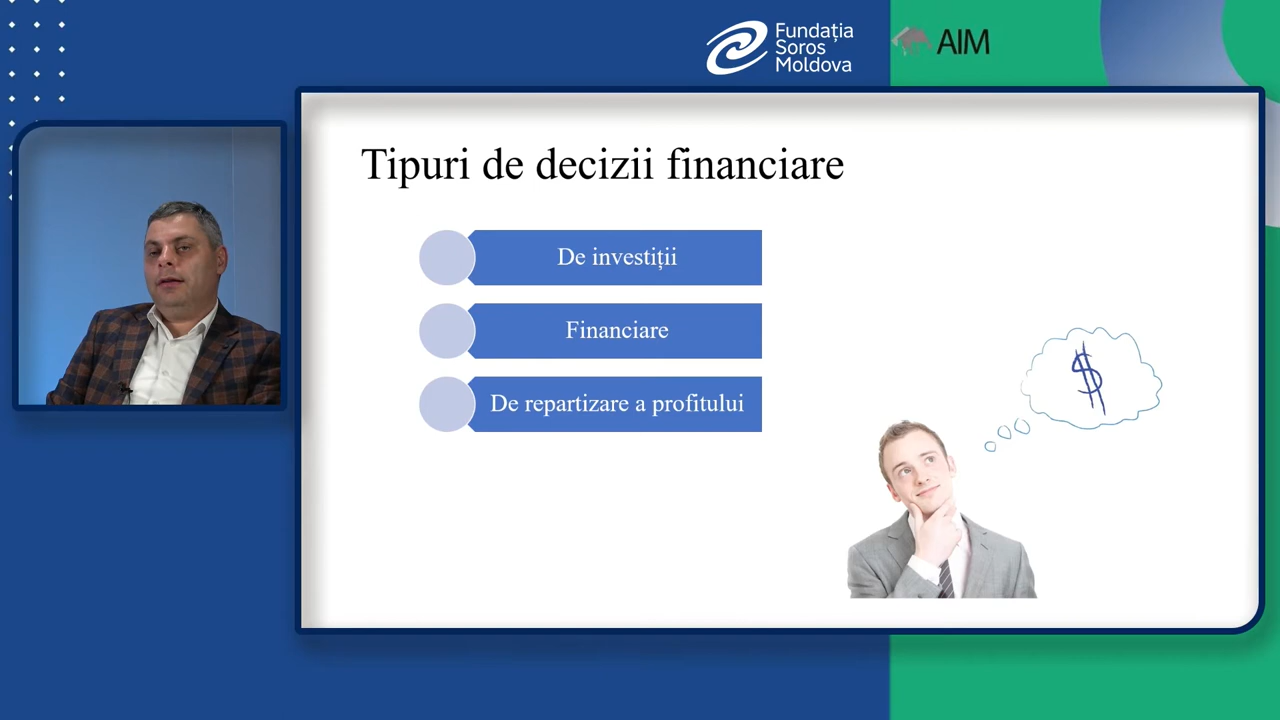 Fundația
Soros
Moldova
AIM
Tipuri de decizii financiare
De investiții
Financiare
De repartizare a profitului
$